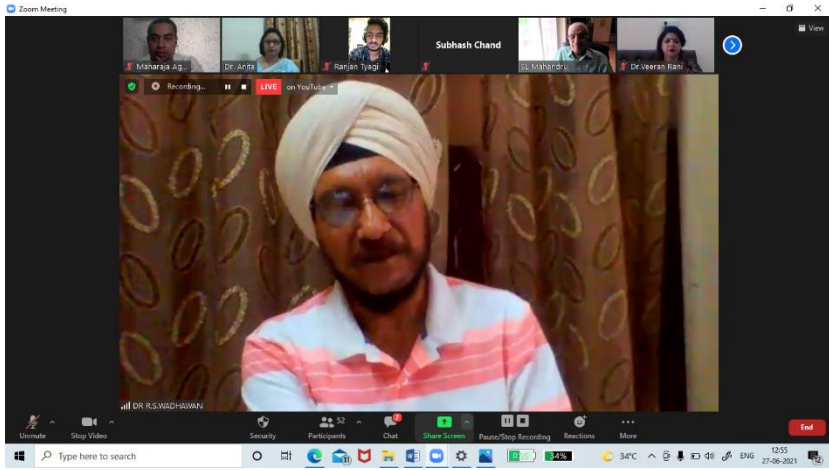 Zoom Meeting
View
Maharaja Ag...
Dr. Anita
Ranjan Tyagi
Subhash Chand
SL Mahandru
Dr.Veeran Rani
Recording...
LIVE on YouTube
DR R.S.WADHAWAN
Unmute
Stop Video
Security
52
Participants
2
Chat
Share Screen
Pause/Stop Recording
Reactions
More
End
Type here to search
34%
34°C
ENG
12:55
27-06-2021